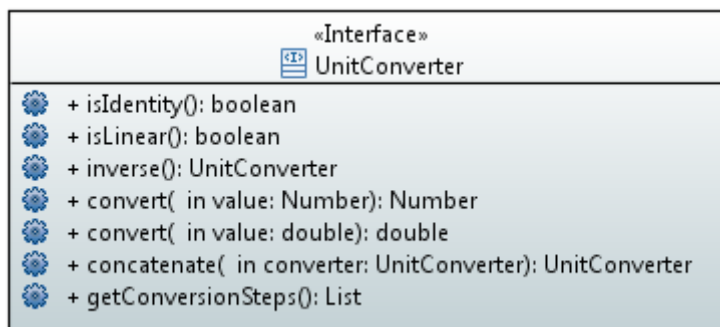 «Interface»
<I> UnitConverter
+ isIdentity(): boolean
+ isLinear(): boolean
+ inverse(): UnitConverter
+ convert(  in value: Number): Number
+ convert(  in value: double): double
+ concatenate(  in converter: UnitConverter): UnitConverter
+ getConversionSteps(): List